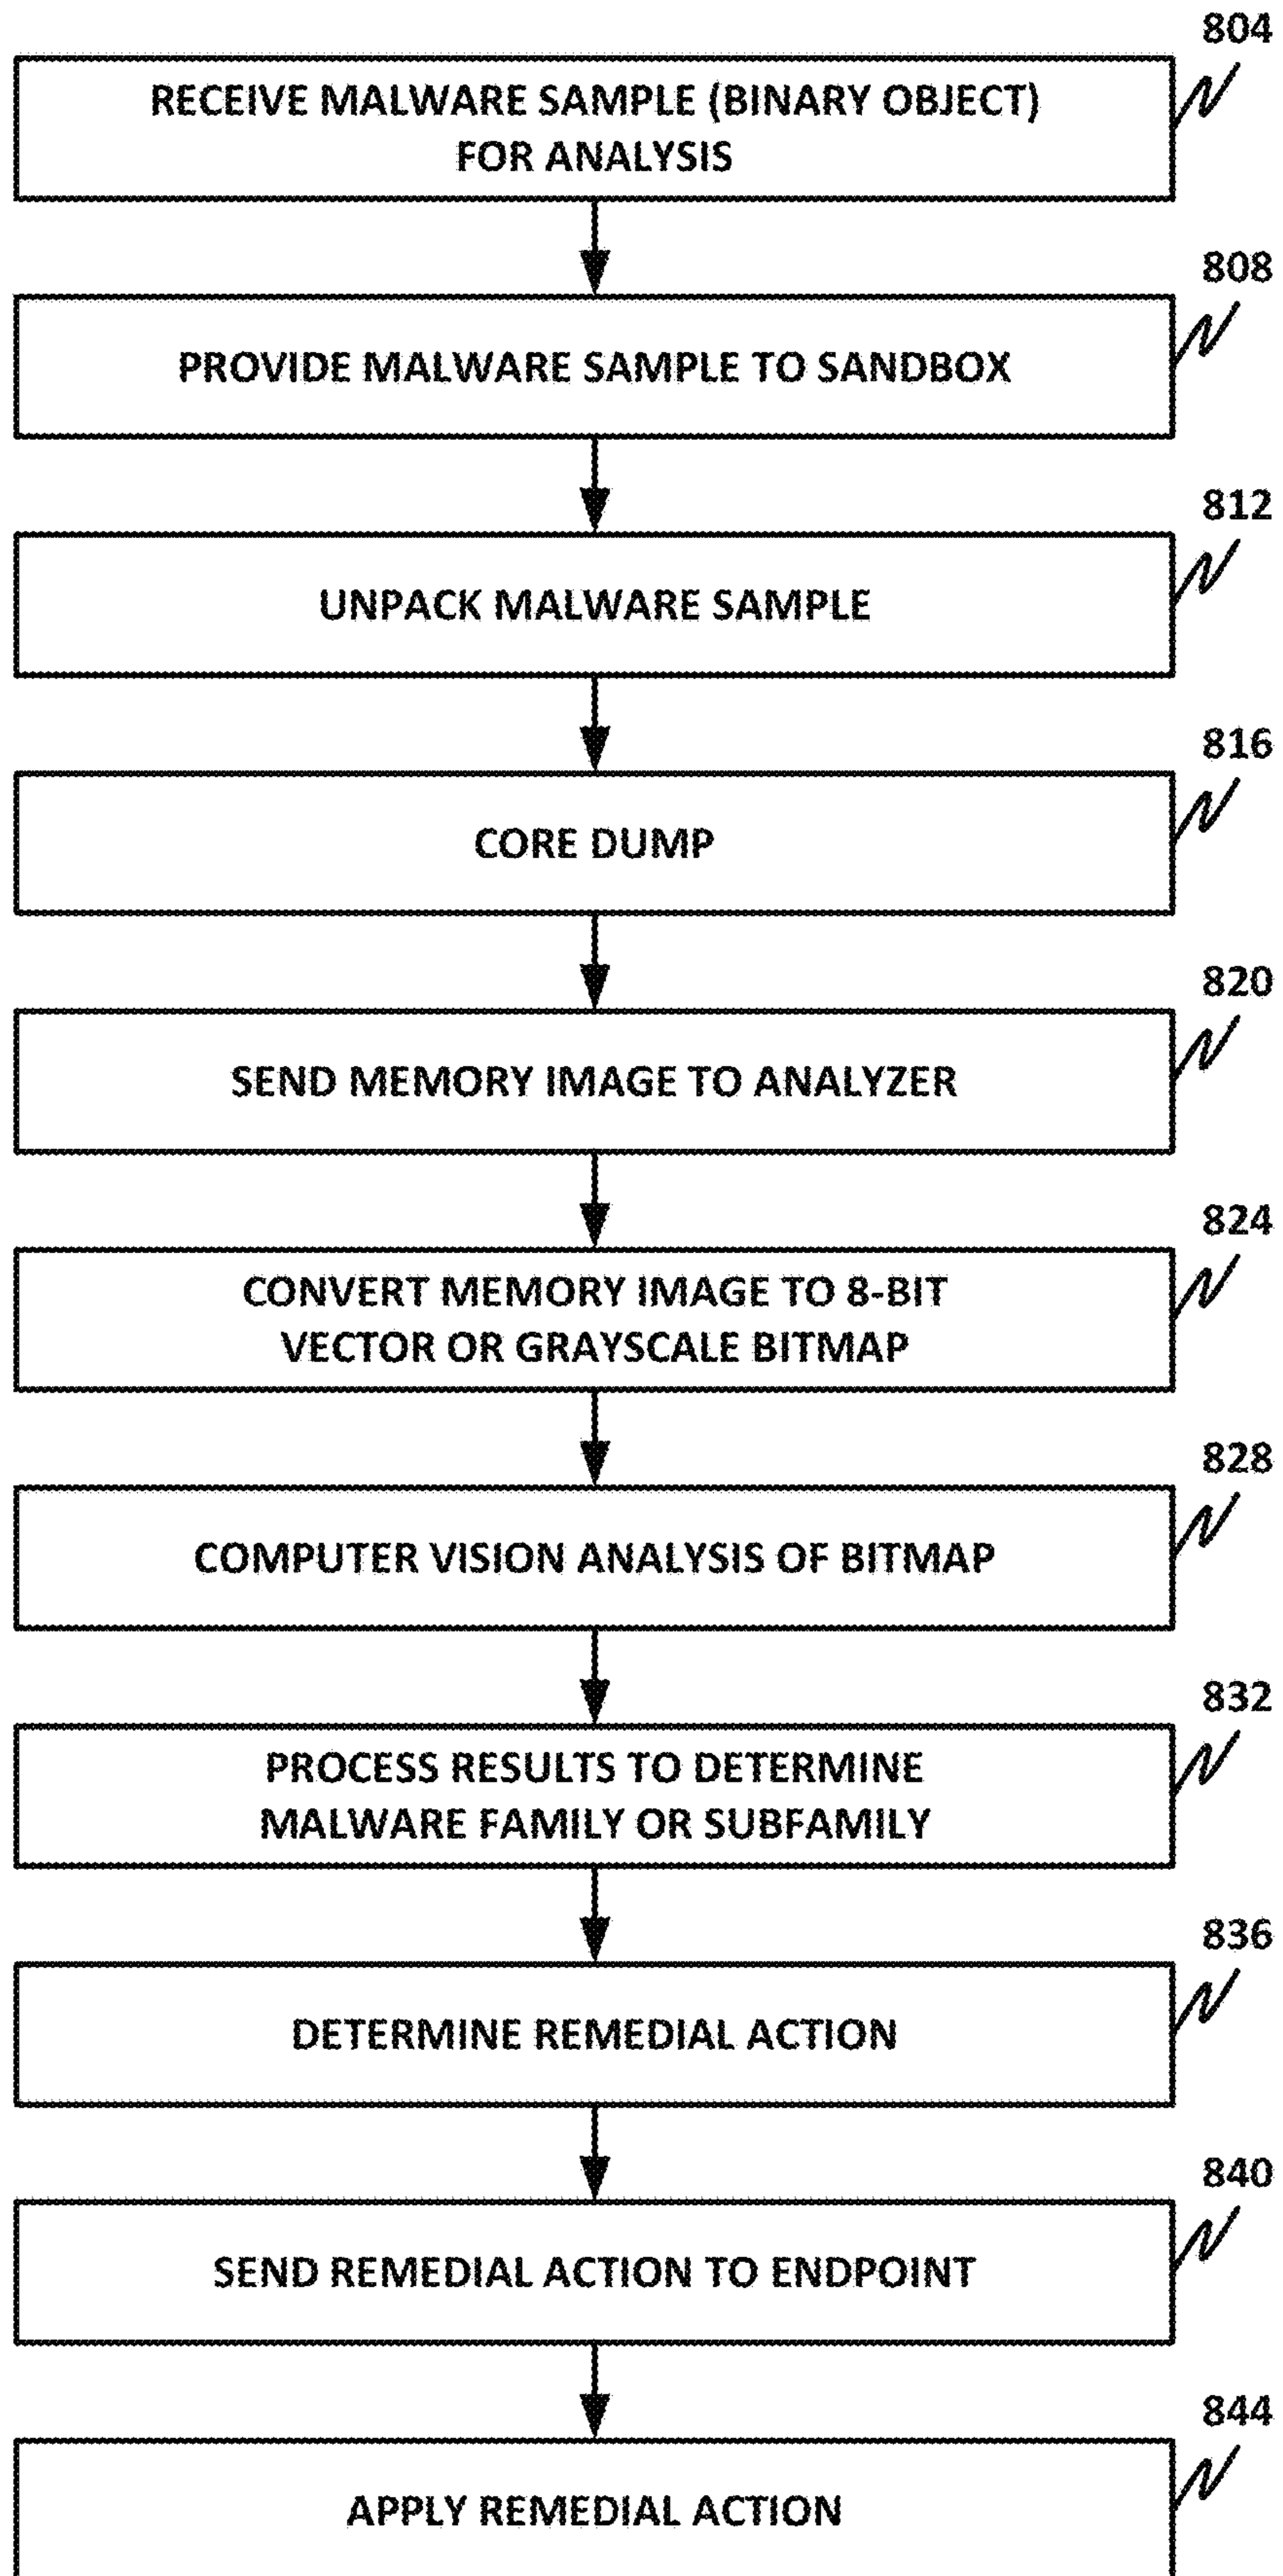 804
RECEIVE MALWARE SAMPLE (BINARY OBJECT)
FOR ANALYSIS
808
PROVIDE MALWARE SAMPLE TO SANDBOX
812
UNPACK MALWARE SAMPLE
816
CORE DUMP
820
SEND MEMORY IMAGE TO ANALYZER
824
CONVERT MEMORY IMAGE TO 8-BIT
VECTOR OR GRAYSCALE BITMAP
828
COMPUTER VISION ANALYSIS OF BITMAP
832
PROCESS RESULTS TO DETERMINE
MALWARE FAMILY OR SUBFAMILY
836
DETERMINE REMEDIAL ACTION
840
SEND REMEDIAL ACTION TO ENDPOINT
844
APPLY REMEDIAL ACTION